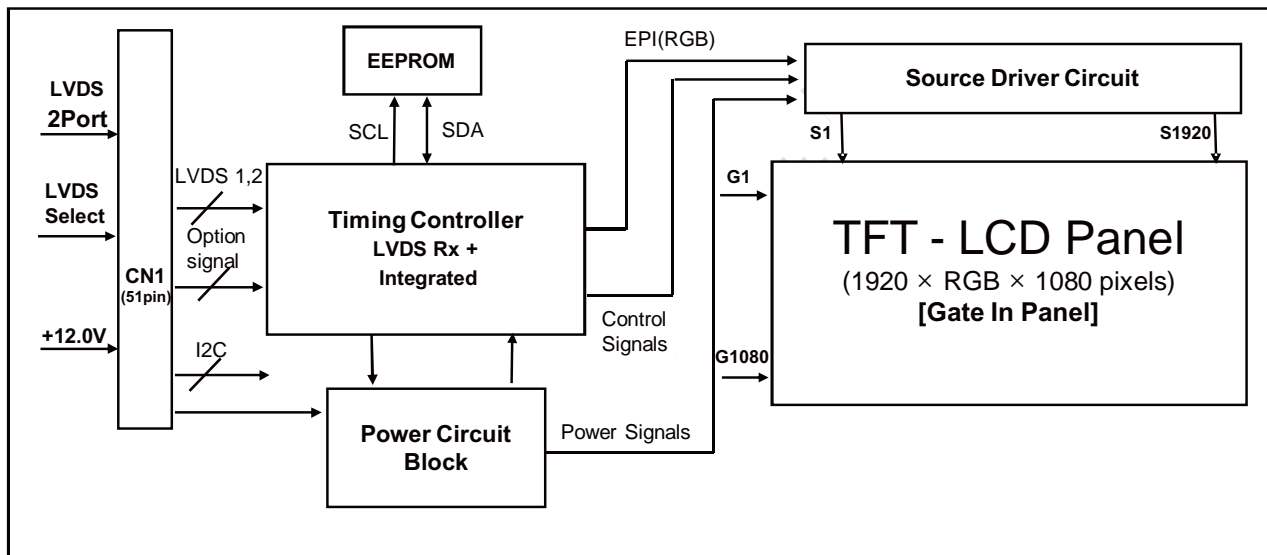 LVDS
2Port
LVDS
Select
+12.0V
CN1
(51pin)
LVDS 1,2
Option
signal
I2C
EEPROM
SCL
SDA
Timing Controller
LVDS Rx +
Integrated
Power Circuit
Block
EPI(RGB)
Control
Signals
Power Signals
Source Driver Circuit
S1
S1920
G1
G1080
TFT - LCD Panel
(1920 × RGB × 1080 pixels)
[Gate In Panel]